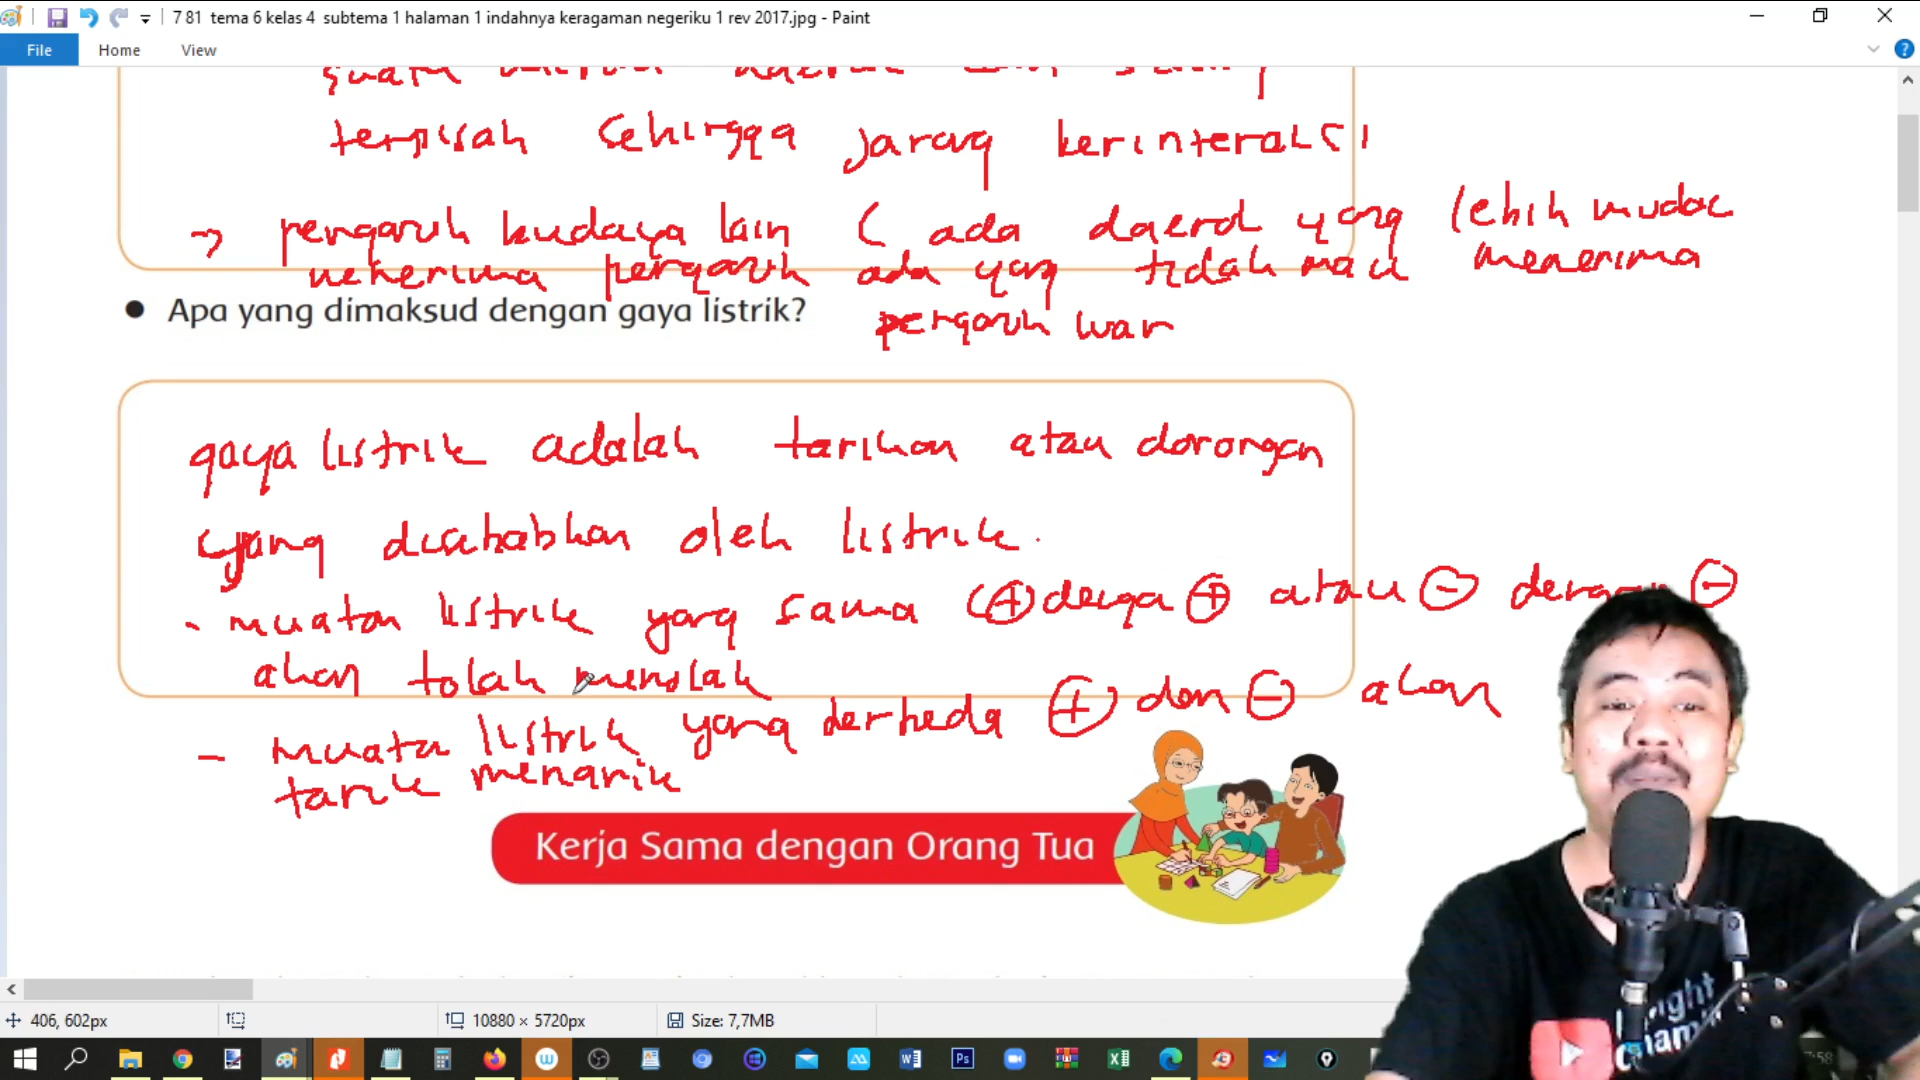 7 81 tema 6 kelas 4 subtema 1 halaman 1 indahnya keragaman negeriku 1 rev 2017.jpg - Paint
File Home View
suatu daerah
terpisah sehingga jarang berinteraksi
→ pengaruh budaya lain ( ada daerah yang lebih mudah
menerima pengaruh ada yang tidak mau menerima
pengaruh luar
• Apa yang dimaksud dengan gaya listrik?
gaya listrik adalah tarikan atau dorongan
yang disebabkan oleh listrik.
- muatan listrik yang sama (⊕ denga ⊕ atau ⊖ dengan ⊖
akan tolak menolak
- muata listrik yang berbeda ⊕ dan ⊖ akan
tarik menarik
Kerja Sama dengan Orang Tua
406, 602px
10880 × 5720px
Size: 7,7MB